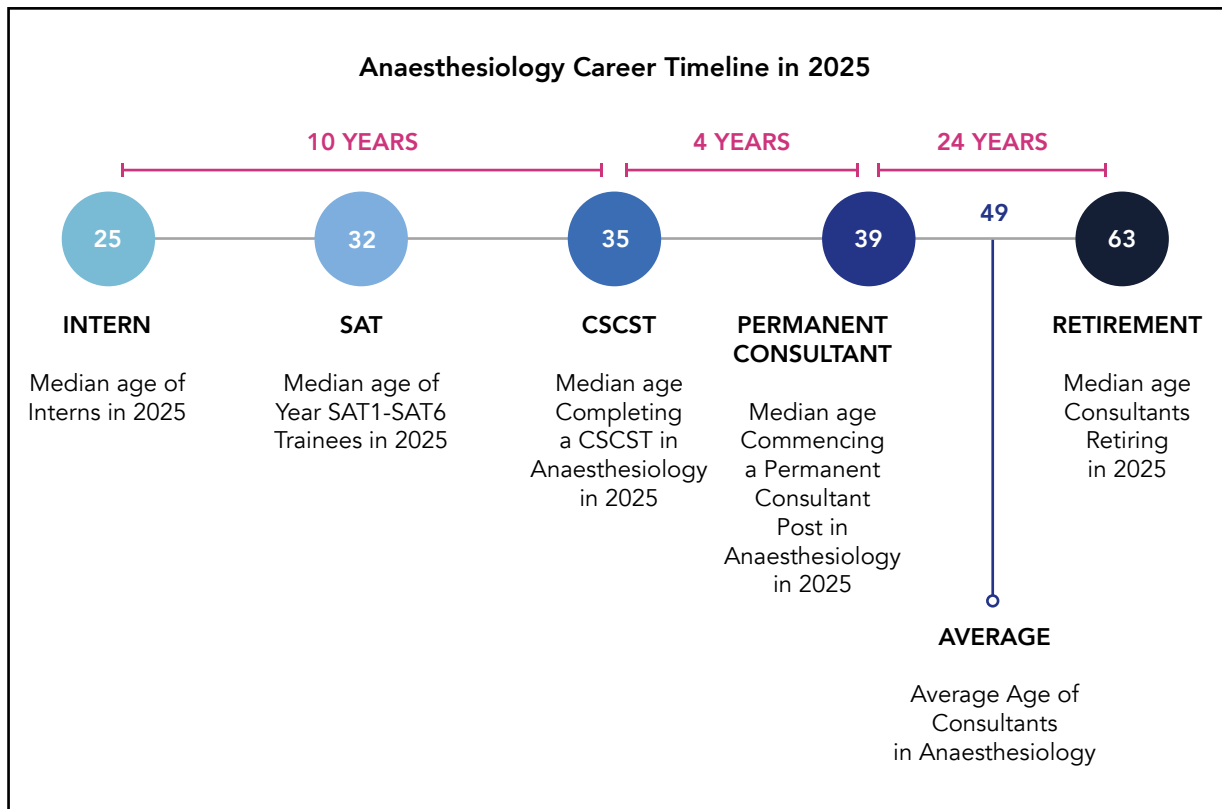 Anaesthesiology Career Timeline in 2025
10 YEARS
4 YEARS
24 YEARS
25
32
35
39
49
63
INTERN
Median age of
Interns in 2025
SAT
Median age of
Year SAT1-SAT6
Trainees in 2025
CSCST
Median age
Completing
a CSCST in
Anaesthesiology
in 2025
PERMANENT
CONSULTANT
Median age
Commencing
a Permanent
Consultant
Post in
Anaesthesiology
in 2025
RETIREMENT
Median age
Consultants
Retiring
in 2025
AVERAGE
Average Age of
Consultants
in Anaesthesiology